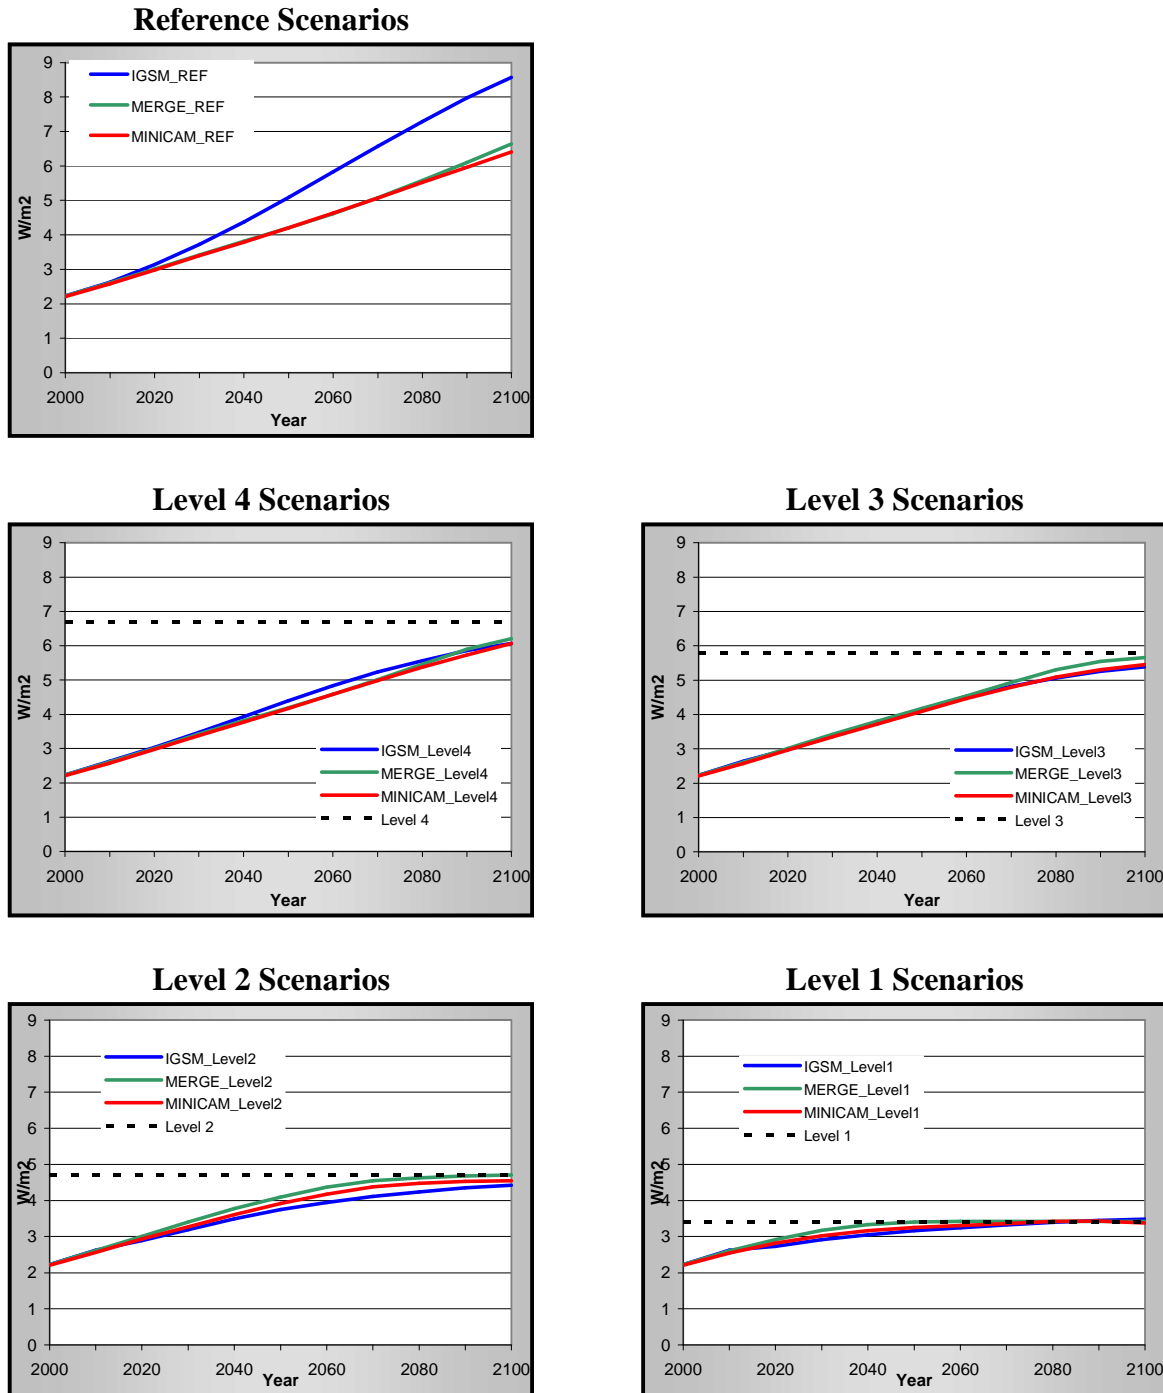 Reference Scenarios
9
8
7
6
5
4
3
2
1
0
W/m2
IGSM_REF
MERGE_REF
MINICAM_REF
2000 2020 2040 2060 2080 2100
Year
Level 4 Scenarios
9
8
7
6
5
4
3
2
1
0
W/m2
IGSM_Level4
MERGE_Level4
MINICAM_Level4
Level 4
2000 2020 2040 2060 2080 2100
Year
Level 3 Scenarios
9
8
7
6
5
4
3
2
1
0
W/m2
IGSM_Level3
MERGE_Level3
MINICAM_Level3
Level 3
2000 2020 2040 2060 2080 2100
Year
Level 2 Scenarios
9
8
7
6
5
4
3
2
1
0
W/m2
IGSM_Level2
MERGE_Level2
MINICAM_Level2
Level 2
2000 2020 2040 2060 2080 2100
Year
Level 1 Scenarios
9
8
7
6
5
4
3
2
1
0
W/m2
IGSM_Level1
MERGE_Level1
MINICAM_Level1
Level 1
2000 2020 2040 2060 2080 2100
Year